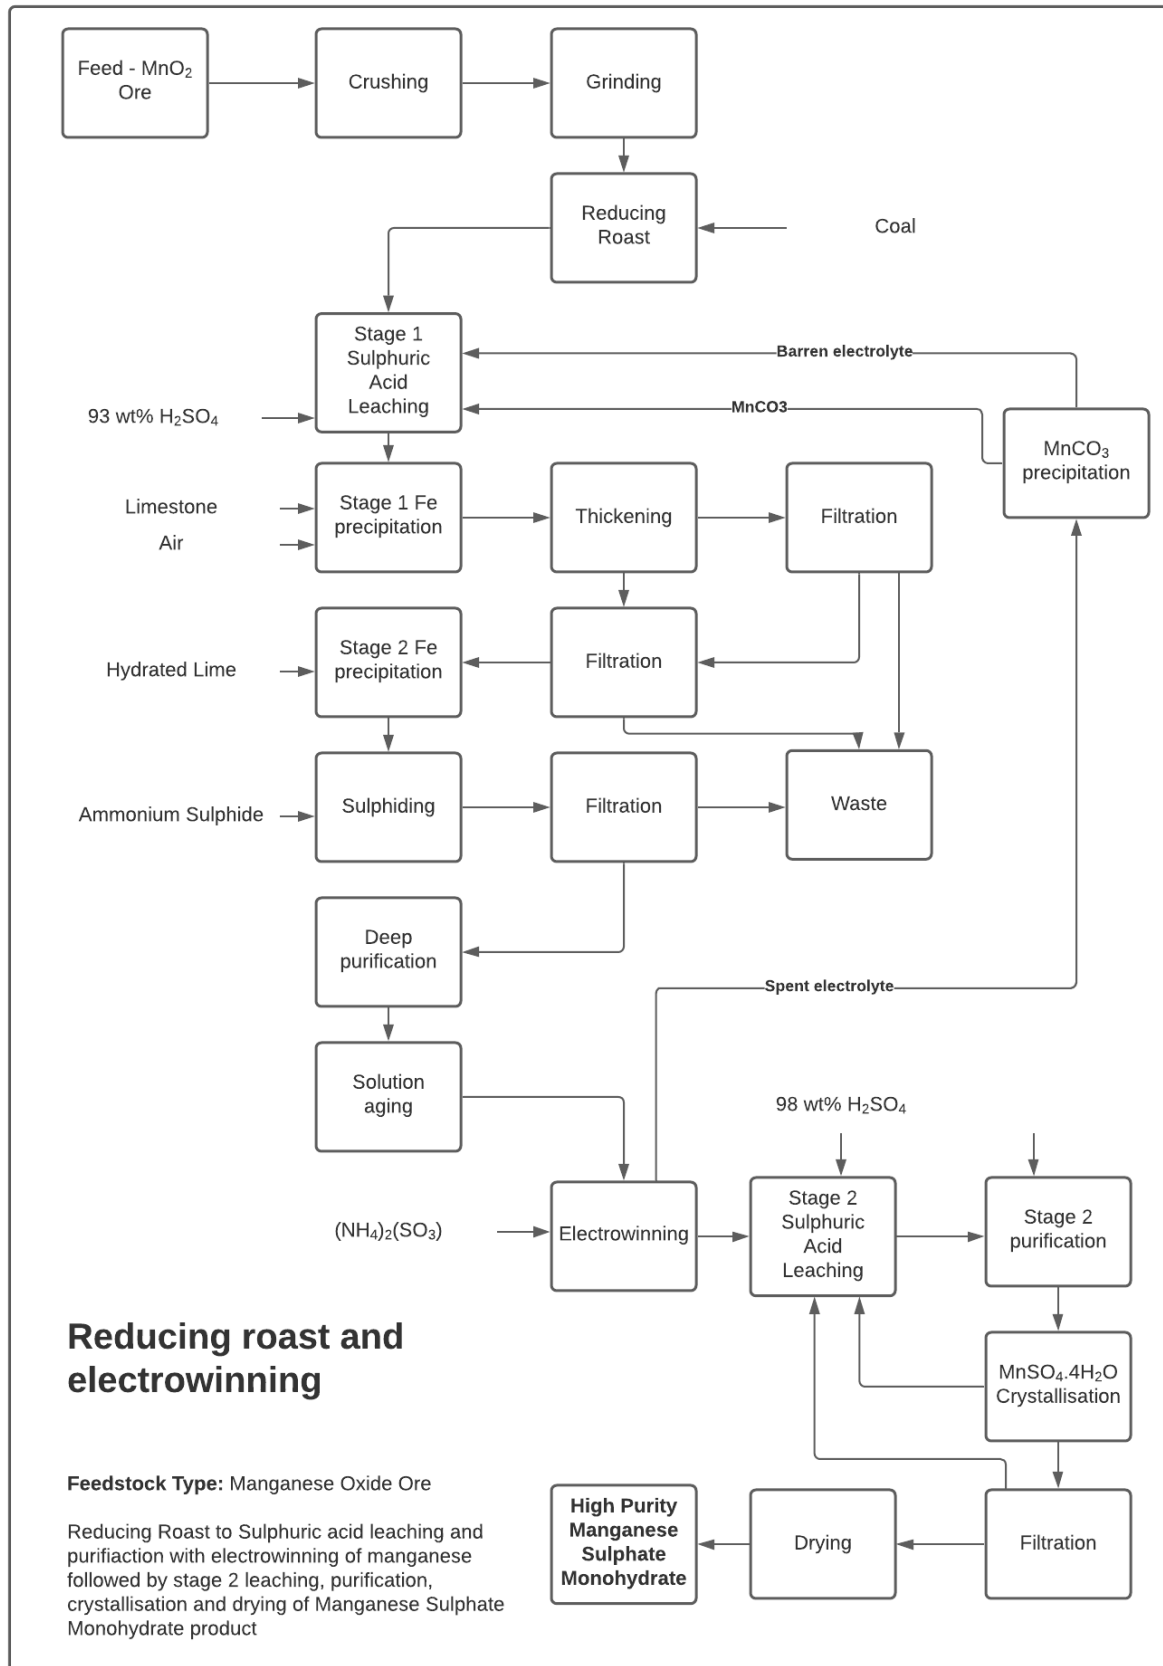 Feed - MnO₂
Ore
Crushing
Grinding
Reducing
Roast
Coal
Stage 1
Sulphuric
Acid
Leaching
Barren electrolyte
93 wt% H₂SO₄
MnCO3
MnCO₃
precipitation
Limestone
Air
Stage 1 Fe
precipitation
Thickening
Filtration
Hydrated Lime
Stage 2 Fe
precipitation
Filtration
Ammonium Sulphide
Sulphiding
Filtration
Waste
Deep
purification
Spent electrolyte
Solution
aging
98 wt% H₂SO₄
(NH₄)₂(SO₃)
Electrowinning
Stage 2
Sulphuric
Acid
Leaching
Stage 2
purification
MnSO₄.4H₂O
Crystallisation
Reducing roast and
electrowinning
Feedstock Type: Manganese Oxide Ore
Reducing Roast to Sulphuric acid leaching and
purifiaction with electrowinning of manganese
followed by stage 2 leaching, purification,
crystallisation and drying of Manganese Sulphate
Monohydrate product
High Purity
Manganese
Sulphate
Monohydrate
Drying
Filtration